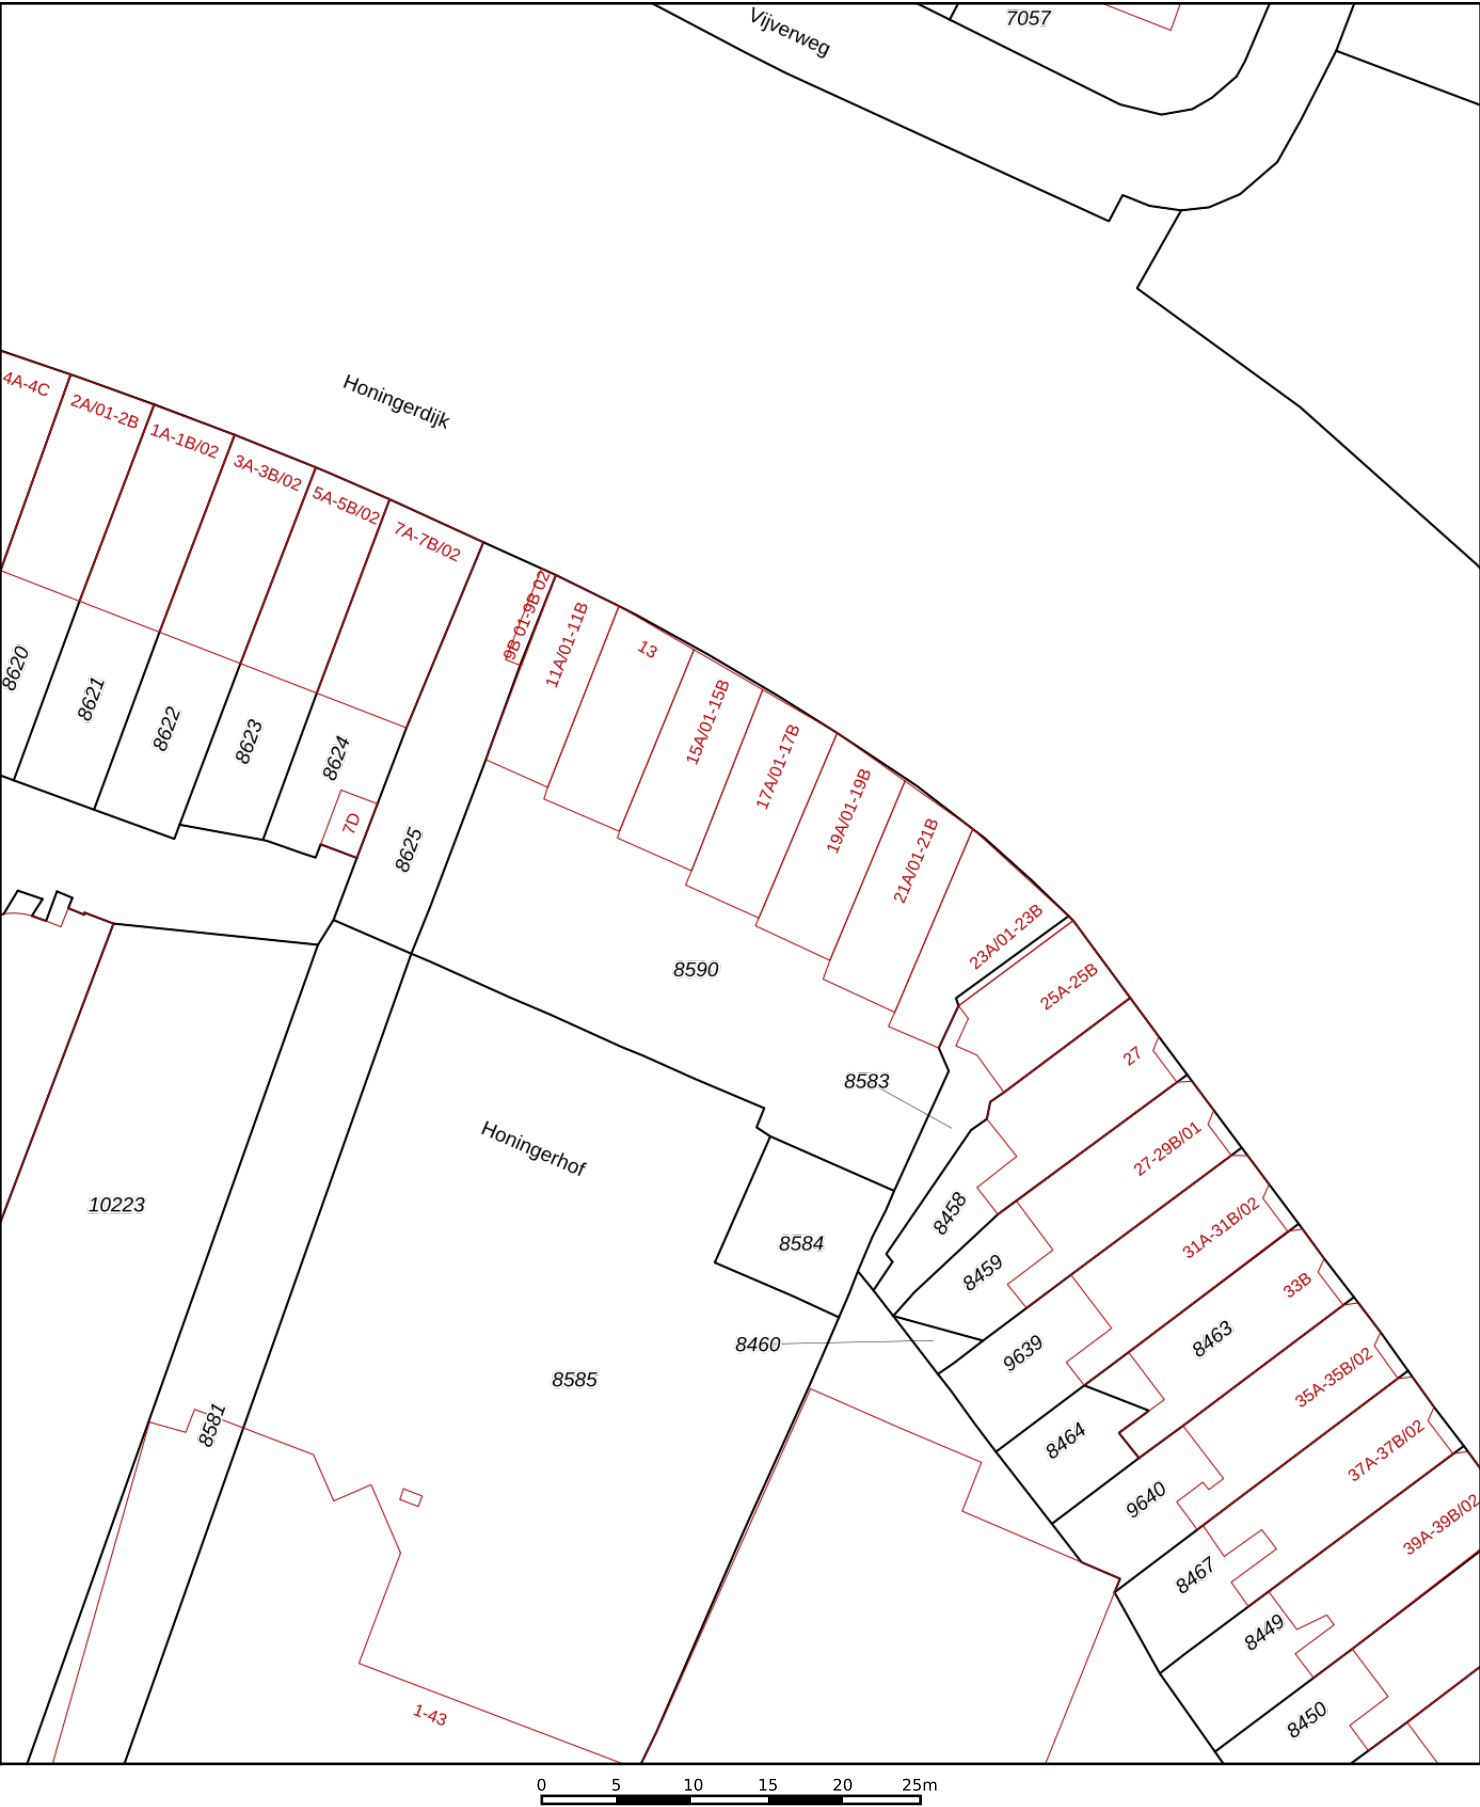 7057
Vijverweg
Honingerdijk
4A-4C
2A/01-2B
1A-1B/02
3A-3B/02
5A-5B/02
7A-7B/02
9B 01-9B 02
11A/01-11B
13
15A/01-15B
17A/01-17B
19A/01-19B
21A/01-21B
23A/01-23B
25A-25B
27
27-29B/01
31A-31B/02
33B
35A-35B/02
37A-37B/02
39A-39B/02
8620
8621
8622
8623
8624
7D
8625
8590
8583
Honingerhof
10223
8584
8458
8459
8460
9639
8463
8585
8581
8464
9640
8467
8449
8450
1-43
0 5 10 15 20 25m